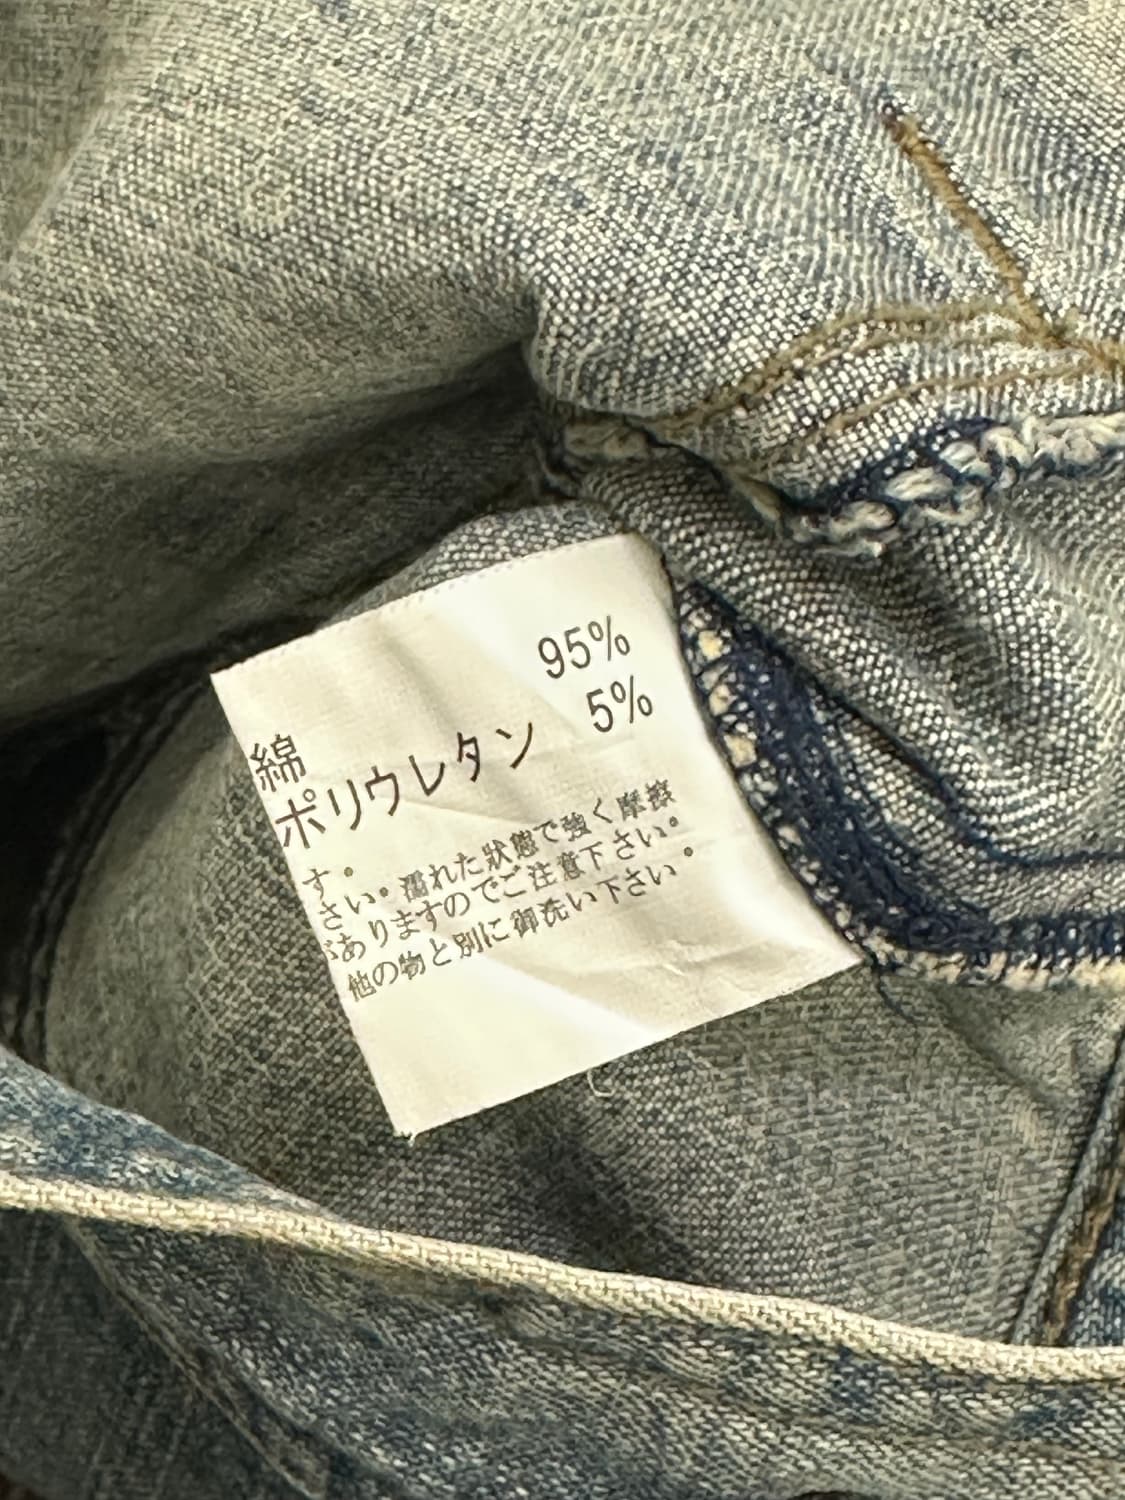 綿 95%
ポリウレタン 5%
す。
さい。濡れた狀態で強く摩擦
がありますのでご注意下さい。
他の物と別に御洗い下さい。